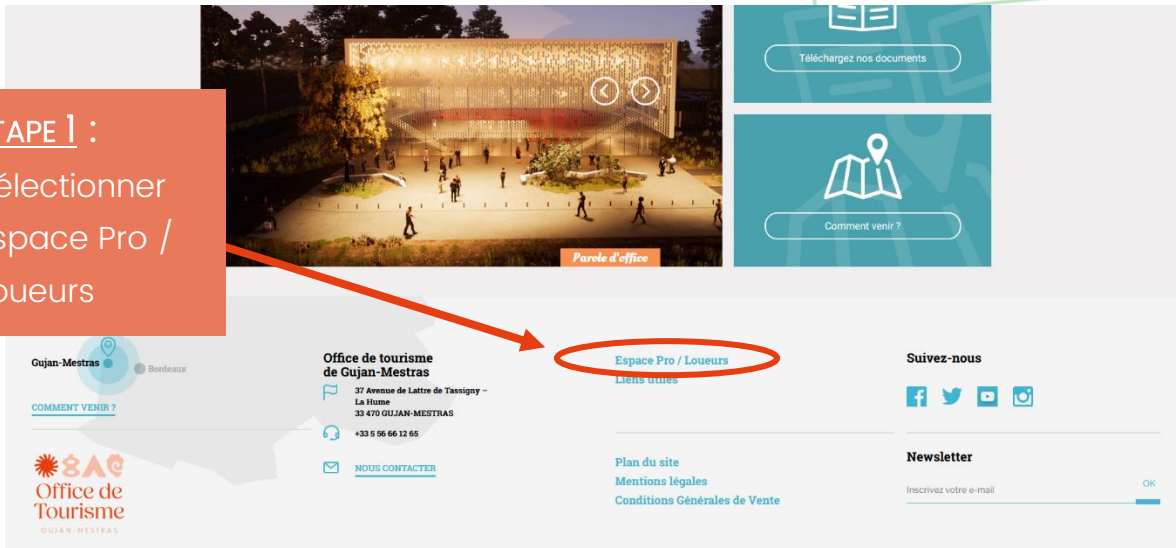 Téléchargez nos documents
TAPE 1 :
électionner
space Pro /
oueurs
Comment venir ?
Parole d'office
Gujan-Mestras
Bordeaux
COMMENT VENIR ?
Office de Tourisme
GUJAN-MESTRAS
Office de tourisme
de Gujan-Mestras
37 Avenue de Lattre de Tassigny –
La Hume
33 470 GUJAN-MESTRAS
+33 5 56 66 12 65
NOUS CONTACTER
Espace Pro / Loueurs
Liens utiles
Plan du site
Mentions légales
Conditions Générales de Vente
Suivez-nous
Newsletter
Inscrivez votre e-mail
OK